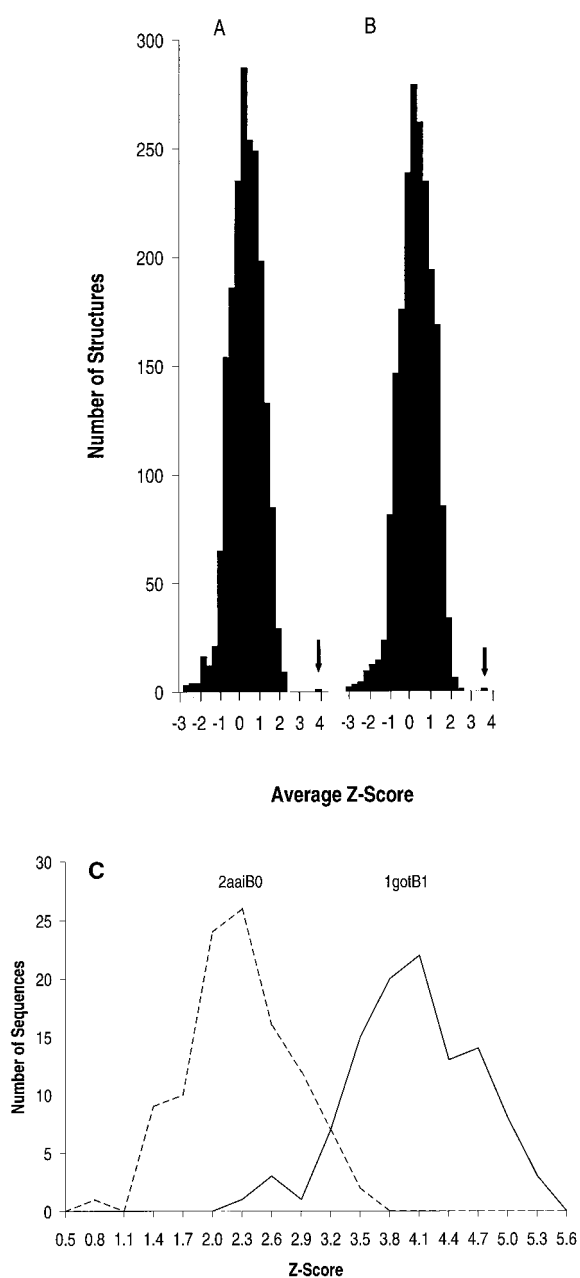 A B
300
250
200
150
100
50
0
Number of Structures
-3 -2 -1 0 1 2 3 4 -3 -2 -1 0 1 2 3 4
Average Z-Score
C
2aaiB0 1gotB1
30
25
20
15
10
5
0
Number of Sequences
0.5 0.8 1.1 1.4 1.7 2.0 2.3 2.6 2.9 3.2 3.5 3.8 4.1 4.4 4.7 5.0 5.3 5.6
Z-Score